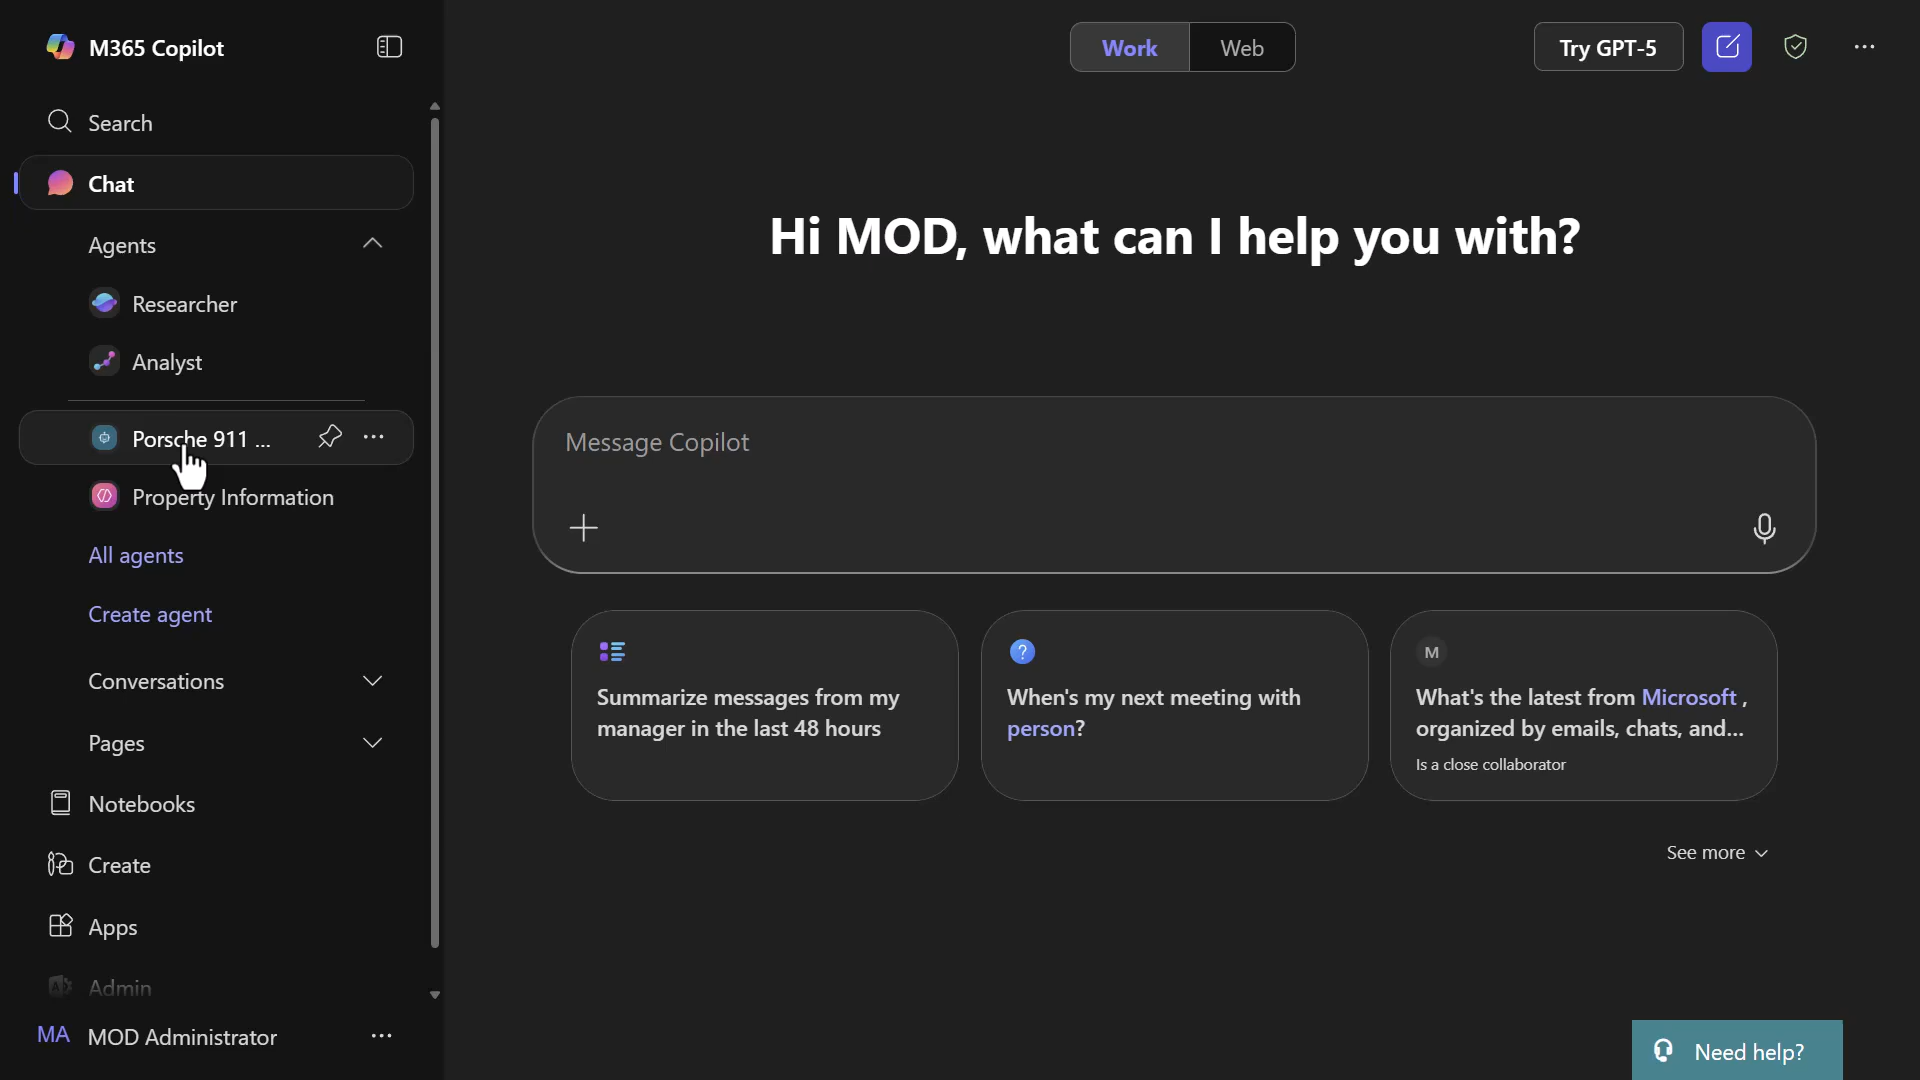 M365 Copilot
Search
Chat
Agents
Researcher
Analyst
Porsche 911 ...
Property Information
All agents
Create agent
Conversations
Pages
Notebooks
Create
Apps
Admin
MA MOD Administrator
Work Web
Try GPT-5
Hi MOD, what can I help you with?
Message Copilot
Summarize messages from my
manager in the last 48 hours
When's my next meeting with
person?
M
What's the latest from Microsoft ,
organized by emails, chats, and...
Is a close collaborator
See more
Need help?